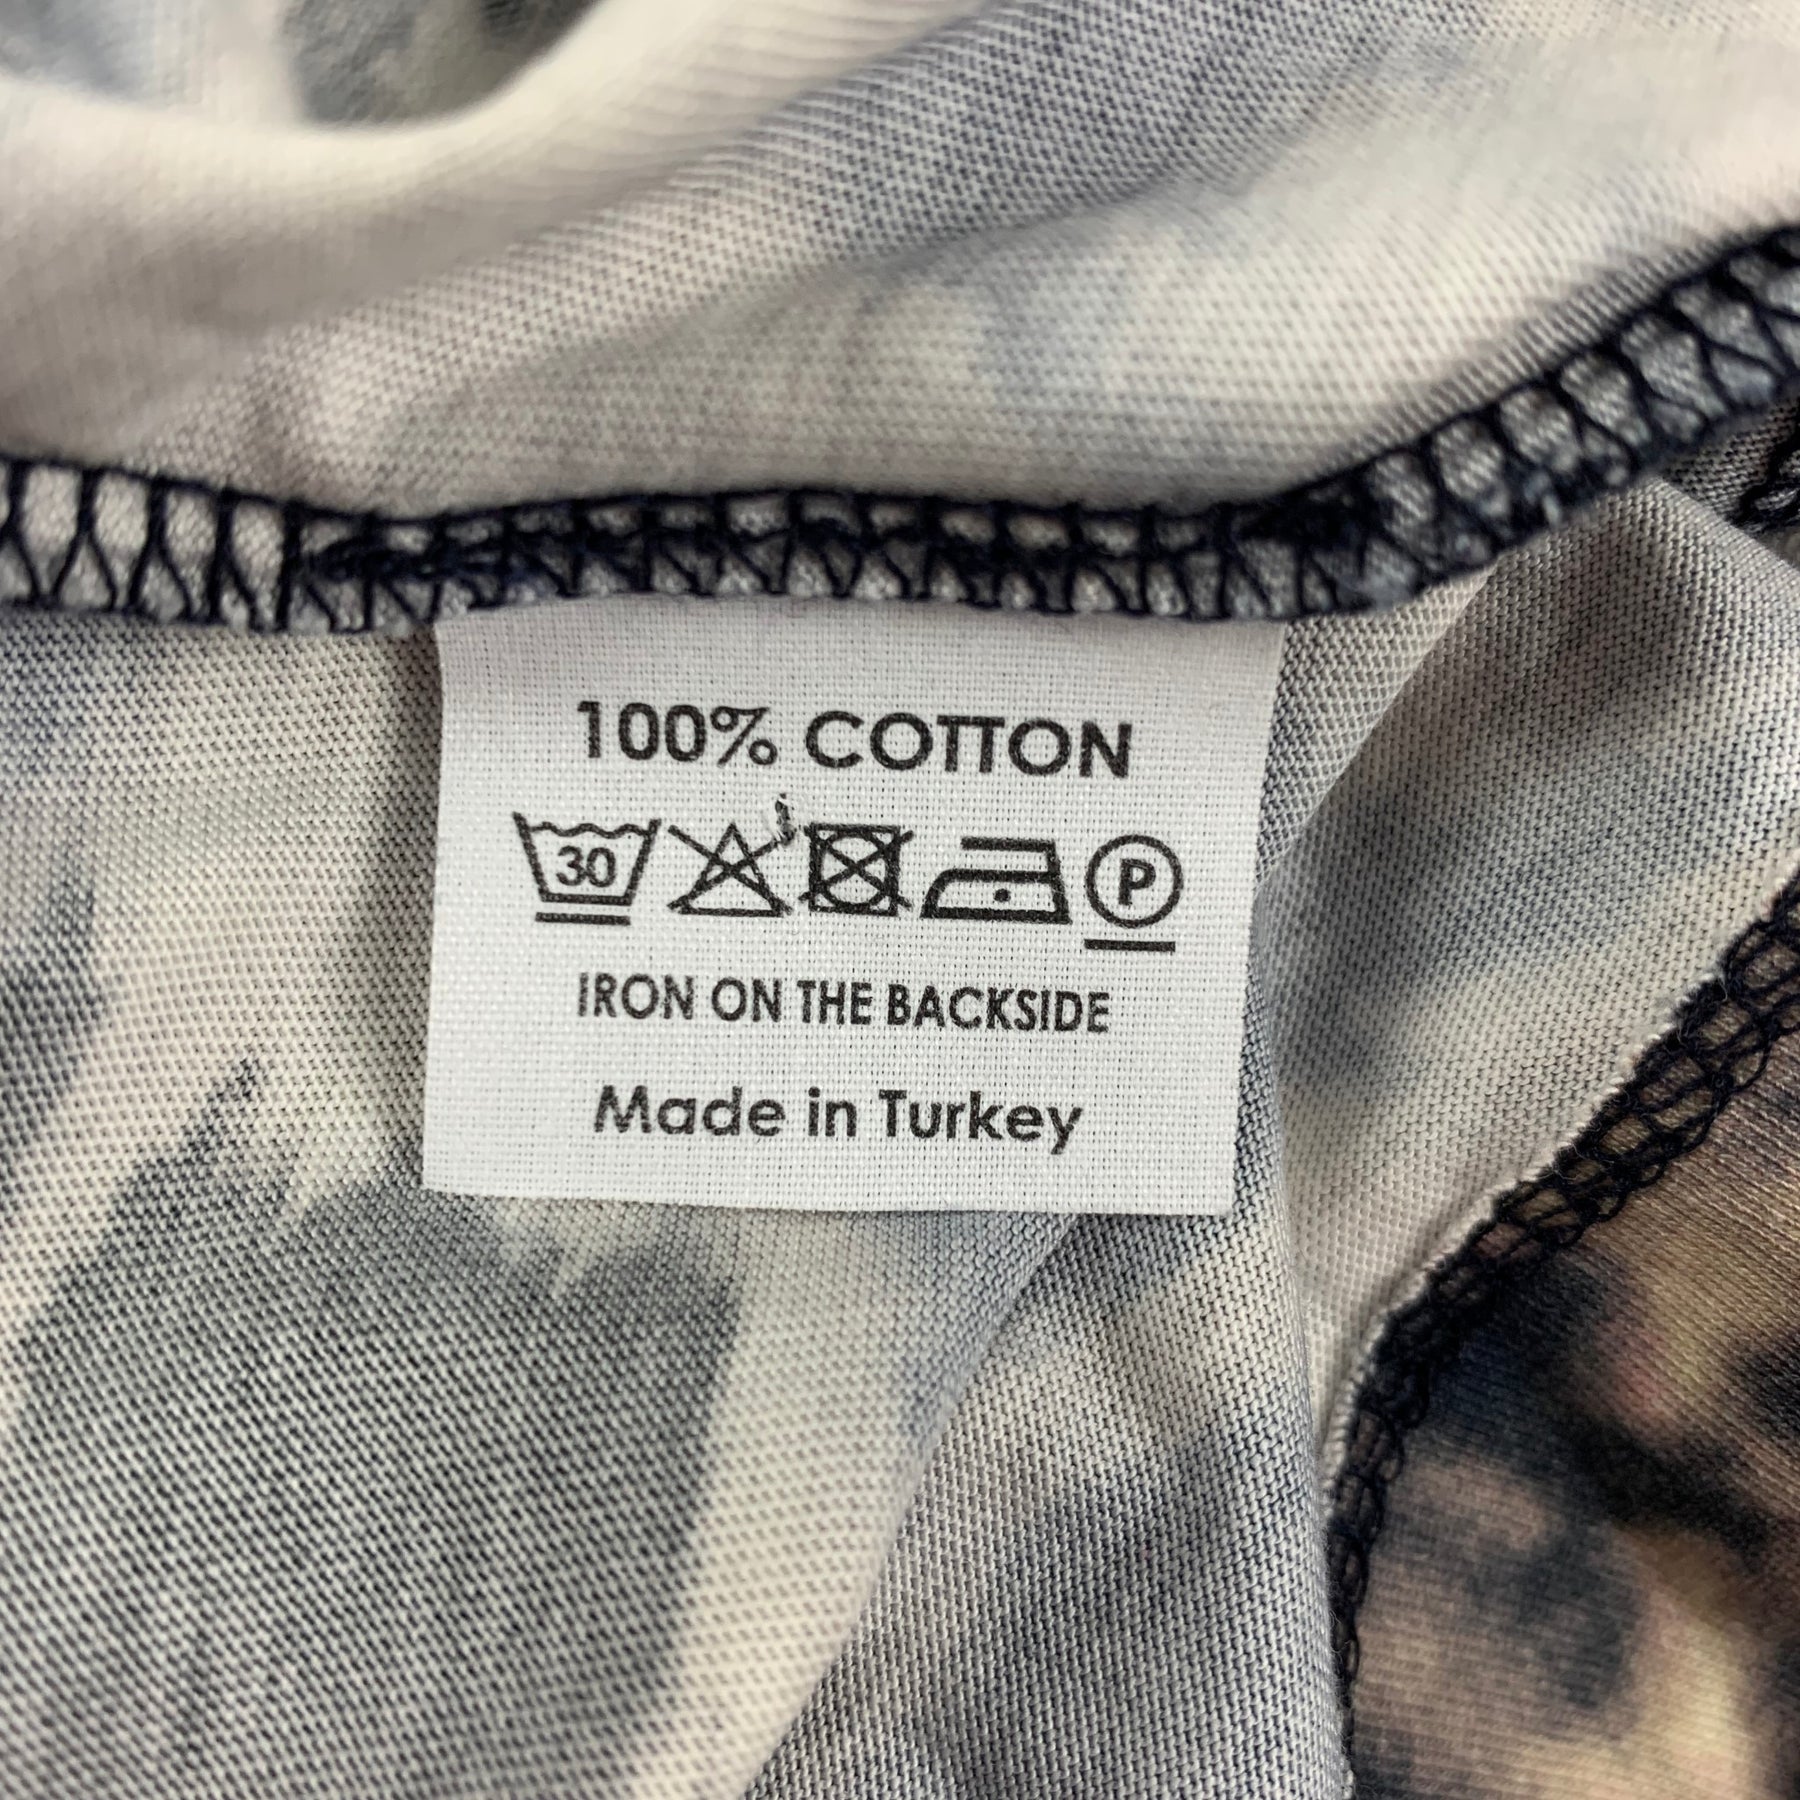 100% COTTON
30 P
IRON ON THE BACKSIDE
Made in Turkey